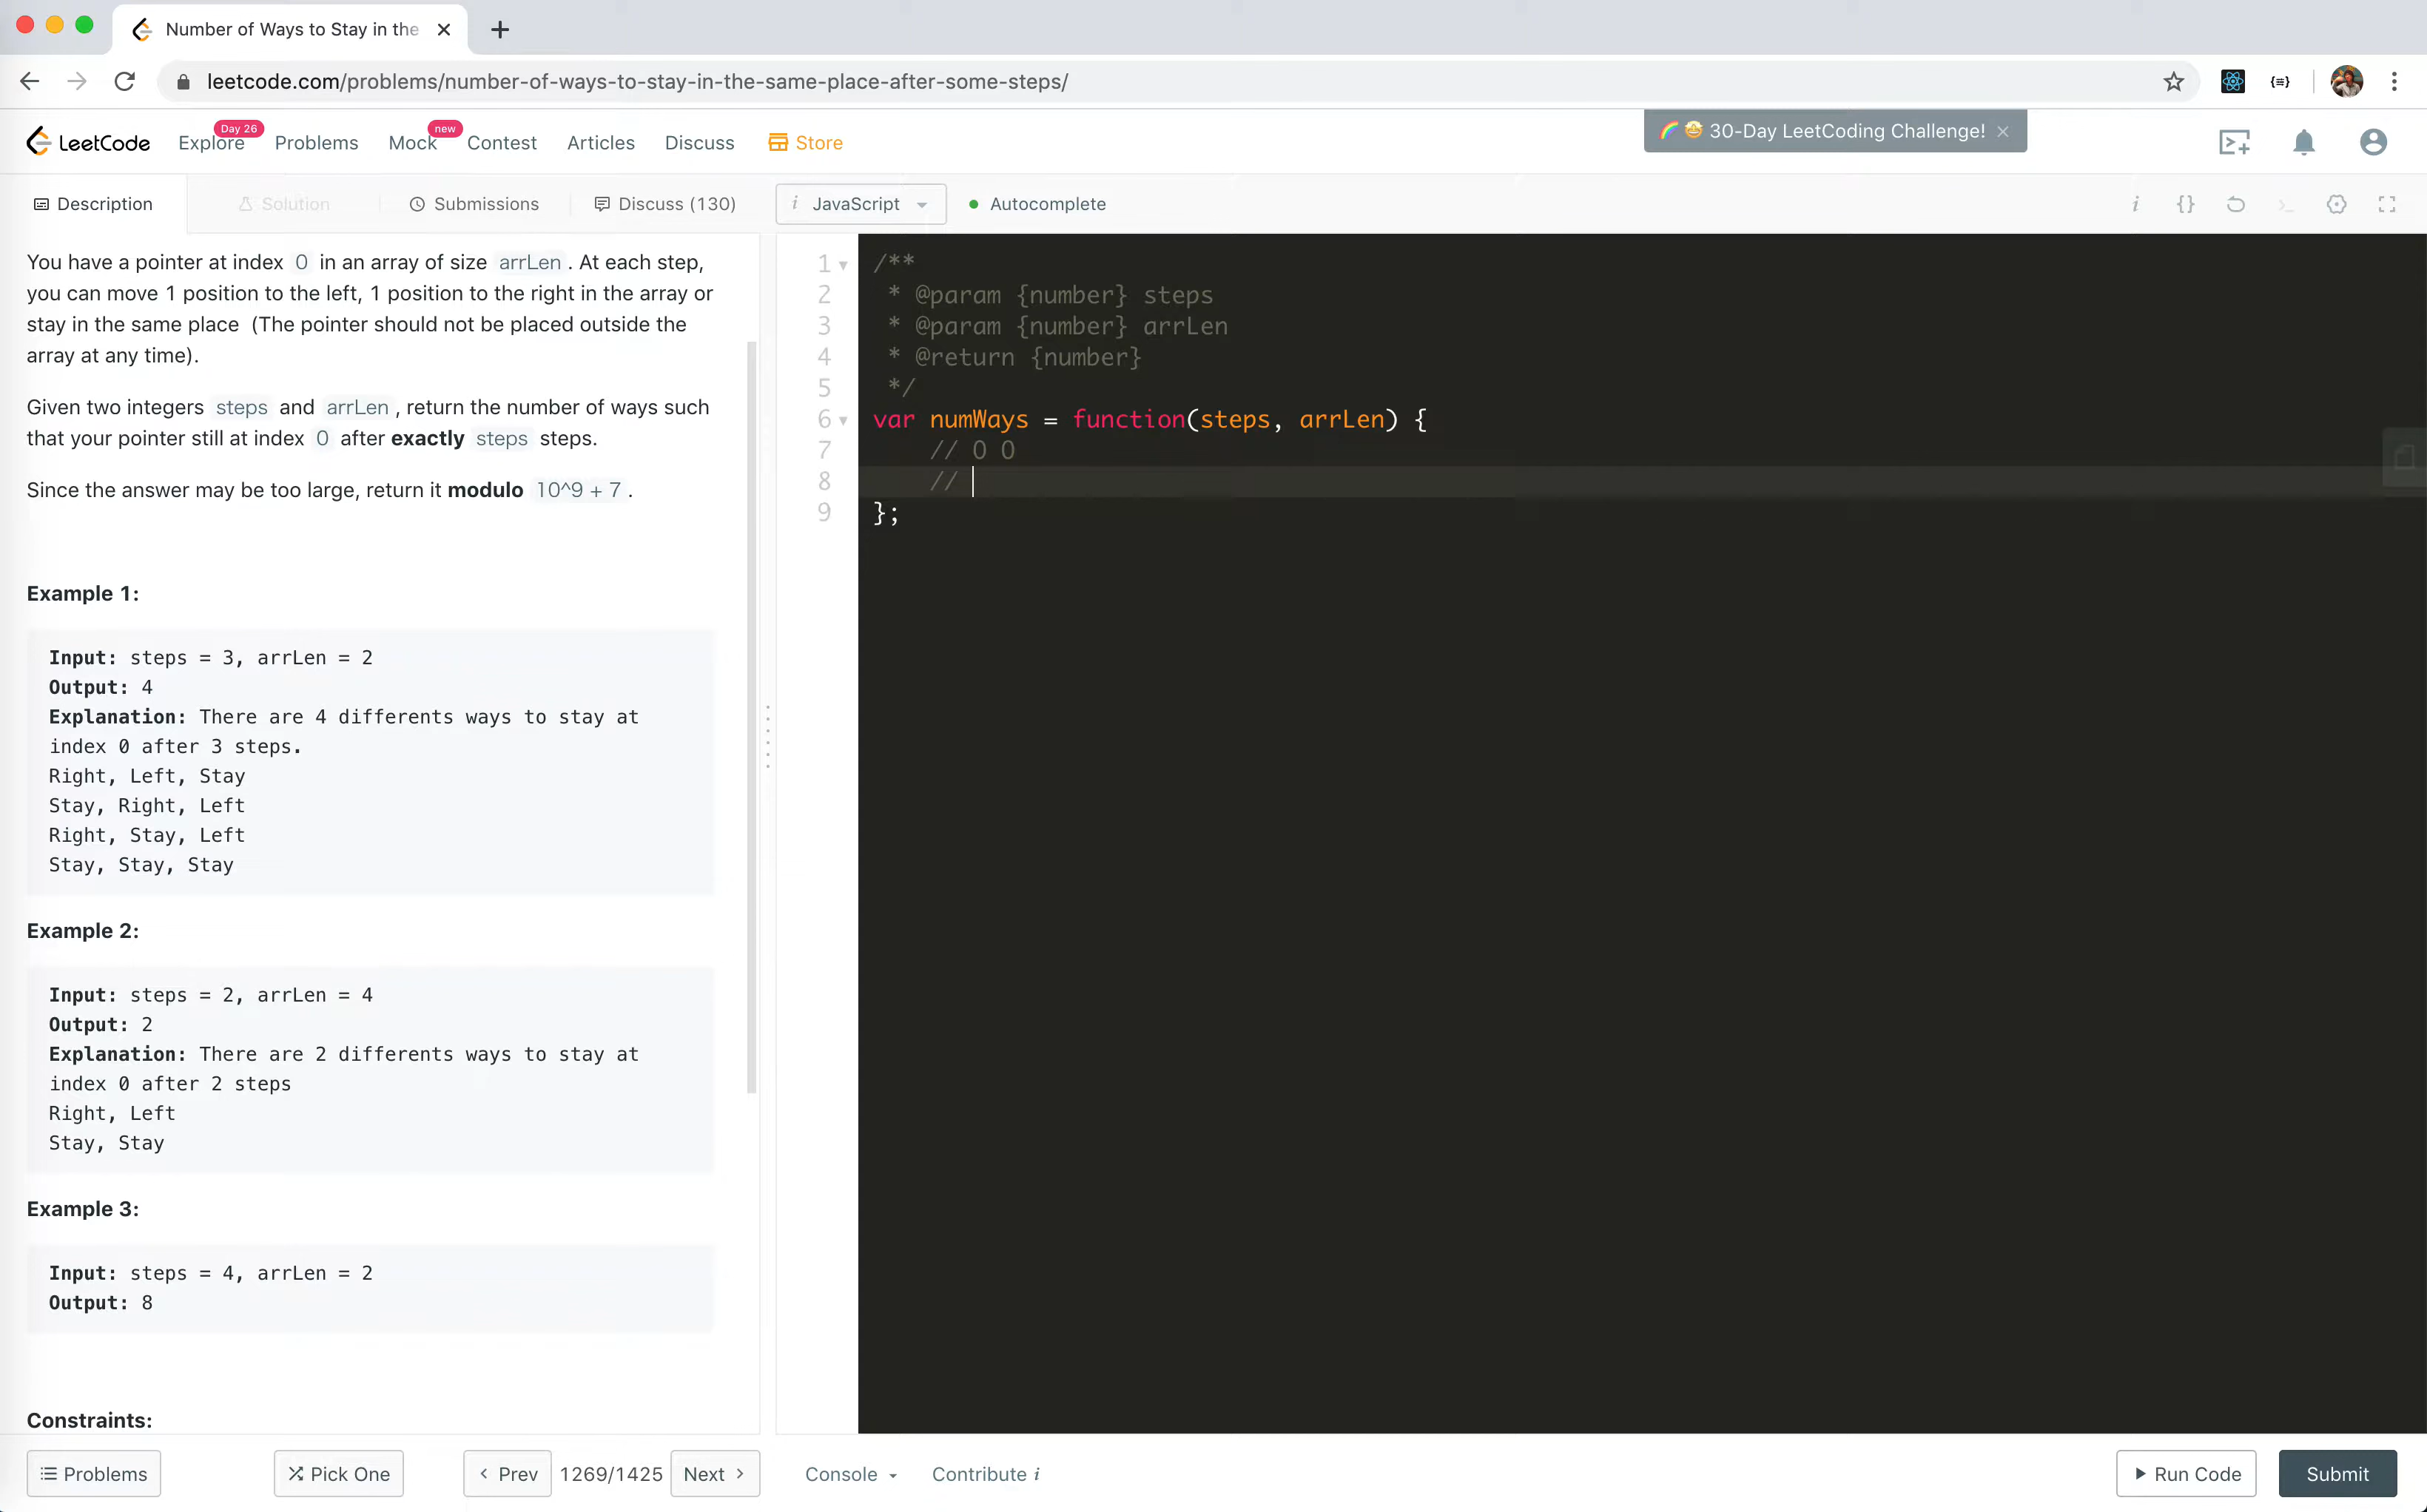 Number of Ways to Stay in the
leetcode.com/problems/number-of-ways-to-stay-in-the-same-place-after-some-steps/
LeetCode Explore Day 26 Problems Mock new Contest Articles Discuss Store
30-Day LeetCoding Challenge!
Description Solution Submissions Discuss (130)
i JavaScript Autocomplete
You have a pointer at index 0 in an array of size arrLen. At each step,
you can move 1 position to the left, 1 position to the right in the array or
stay in the same place (The pointer should not be placed outside the
array at any time).
Given two integers steps and arrLen, return the number of ways such
that your pointer still at index 0 after exactly steps steps.
Since the answer may be too large, return it modulo 10^9 + 7.
Example 1:
Input: steps = 3, arrLen = 2
Output: 4
Explanation: There are 4 differents ways to stay at
index 0 after 3 steps.
Right, Left, Stay
Stay, Right, Left
Right, Stay, Left
Stay, Stay, Stay
Example 2:
Input: steps = 2, arrLen = 4
Output: 2
Explanation: There are 2 differents ways to stay at
index 0 after 2 steps
Right, Left
Stay, Stay
Example 3:
Input: steps = 4, arrLen = 2
Output: 8
Constraints:
1 /**
2 * @param {number} steps
3 * @param {number} arrLen
4 * @return {number}
5 */
6 var numWays = function(steps, arrLen) {
7 // O O
8 //
9 };
Problems Pick One Prev 1269/1425 Next Console Contribute i Run Code Submit